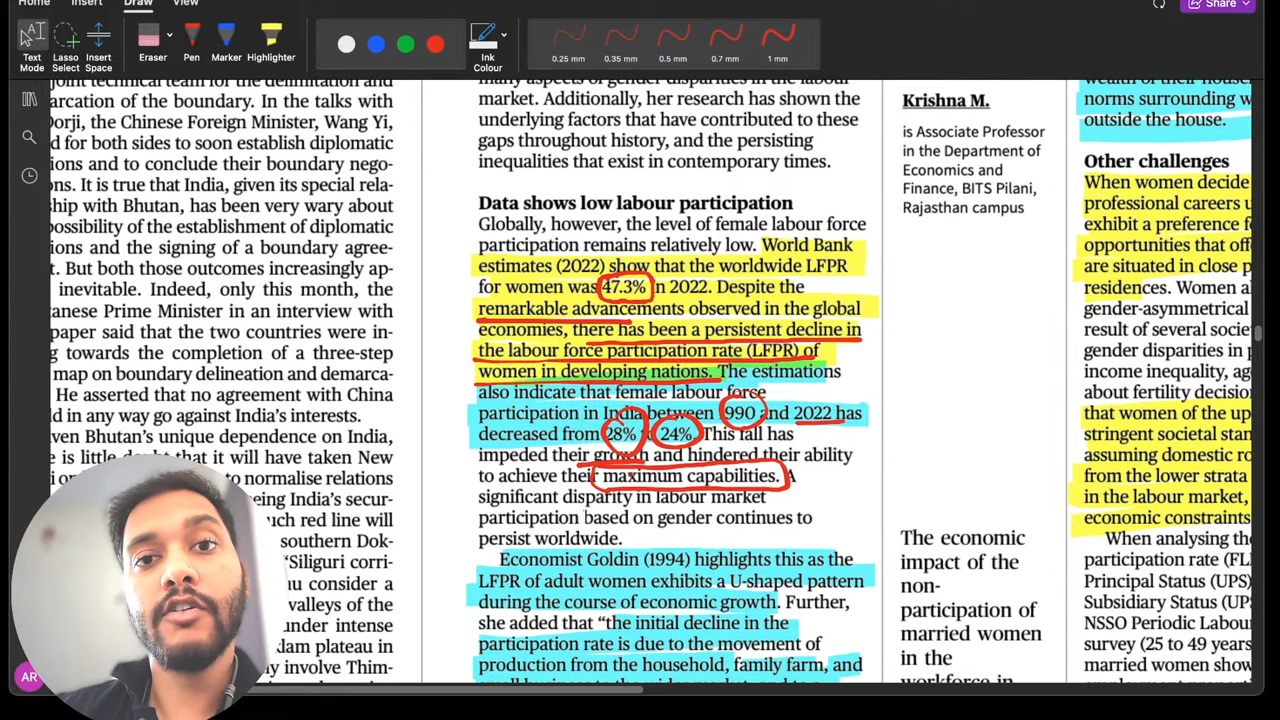 Home
Insert
Draw
View
Share
Text
Mode
Lasso
Select
Insert
Space
Eraser
Pen
Marker
Highlighter
Ink
Colour
0.25 mm
0.35 mm
0.5 mm
0.7 mm
1 mm
joint technical team for the delimitation and
arcation of the boundary. In the talks with
Dorji, the Chinese Foreign Minister, Wang Yi,
d for both sides to soon establish diplomatic
ions and to conclude their boundary nego-
ons. It is true that India, given its special rela-
ship with Bhutan, has been very wary about
possibility of the establishment of diplomatic
ions and the signing of a boundary agree-
. But both those outcomes increasingly ap-
inevitable. Indeed, only this month, the
tanese Prime Minister in an interview with
paper said that the two countries were in-
g towards the completion of a three-step
map on boundary delineation and demarca-
He asserted that no agreement with China
ld in any way go against India's interests.
ven Bhutan's unique dependence on India,
e is little doubt that it will have taken New
to normalise relations
being India's secur-
uch red line will
southern Dok-
"Siliguri corri-
nu consider a
valleys of the
under intense
dam plateau in
ly involve Thim-
many aspects of gender disparities in the labour
market. Additionally, her research has shown the
underlying factors that have contributed to these
gaps throughout history, and the persisting
inequalities that exist in contemporary times.
Data shows low labour participation
Globally, however, the level of female labour force
participation remains relatively low. World Bank
estimates (2022) show that the worldwide LFPR
for women was 47.3% in 2022. Despite the
remarkable advancements observed in the global
economies, there has been a persistent decline in
the labour force participation rate (LFPR) of
women in developing nations. The estimations
also indicate that female labour force
participation in India between 1990 and 2022 has
decreased from 28% to 24%. This fall has
impeded their growth and hindered their ability
to achieve their maximum capabilities. A
significant disparity in labour market
participation based on gender continues to
persist worldwide.
Economist Goldin (1994) highlights this as the
LFPR of adult women exhibits a U-shaped pattern
during the course of economic growth. Further,
she added that "the initial decline in the
participation rate is due to the movement of
production from the household, family farm, and
Krishna M.
is Associate Professor
in the Department of
Economics and
Finance, BITS Pilani,
Rajasthan campus
The economic
impact of the
non-
participation of
married women
in the
workforce in
wealth of their house
norms surrounding w
outside the house.
Other challenges
When women decide
professional careers u
exhibit a preference f
opportunities that off
are situated in close p
residences. Women al
gender-asymmetrical
result of several socie
gender disparities in p
income inequality, age
about fertility decision
that women of the up
stringent societal stan
assuming domestic ro
from the lower strata
in the labour market,
economic constraints
When analysing the
participation rate (FL
Principal Status (UPS)
Subsidiary Status (UPS
NSSO Periodic Labou
survey (25 to 49 years
married women show
AR